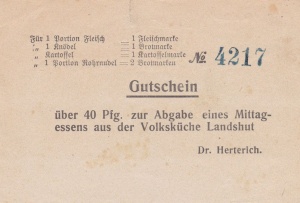 Für 1 Portion Fleisch = 1 Fleischmarke
„ 1 Knödel = 1 Brotmarke
„ Kartoffel = 1 Kartoffelmarke
„ 1 Portion Rohrnudel = 2 Brotmarken
№ 4217
Gutschein
über 40 Pfg. zur Abgabe eines Mittag-
essens aus der Volksküche Landshut
Dr. Herterich.